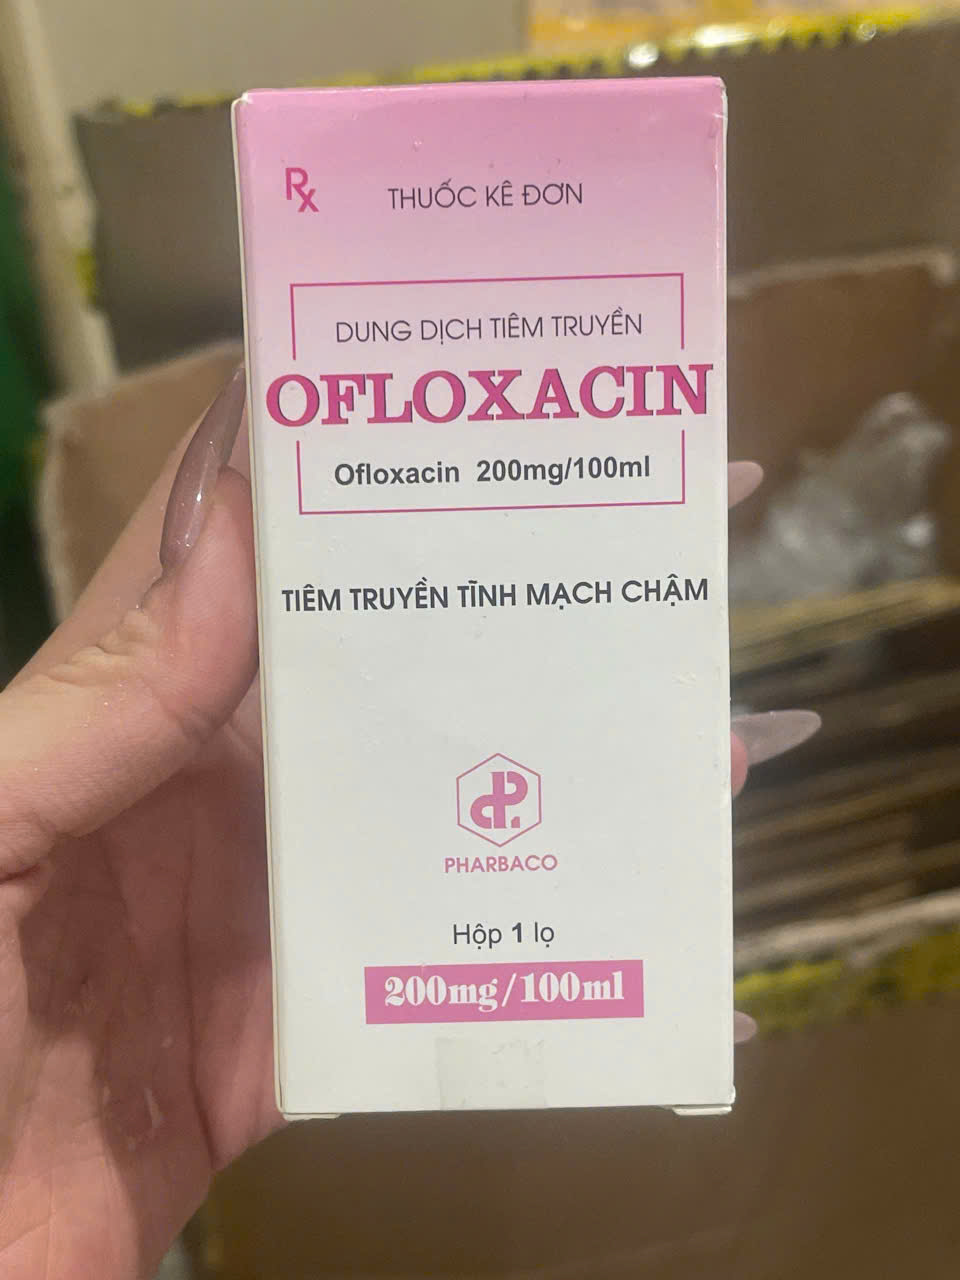 Rx THUỐC KÊ ĐƠN
DUNG DỊCH TIÊM TRUYỀN
OFLOXACIN
Ofloxacin 200mg/100ml
TIÊM TRUYỀN TĨNH MẠCH CHẬM
PHARBACO
Hộp 1 lọ
200mg/100ml